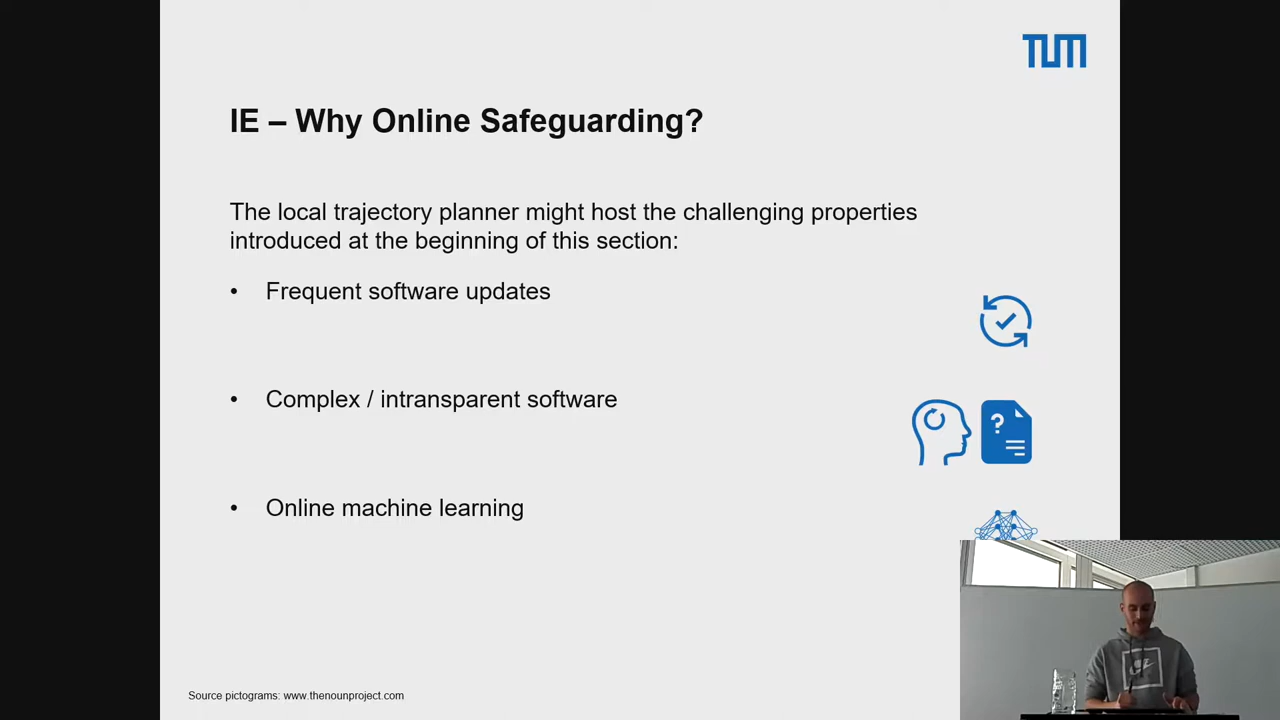 TUM
IE – Why Online Safeguarding?
The local trajectory planner might host the challenging properties
introduced at the beginning of this section:
• Frequent software updates
• Complex / intransparent software
?
• Online machine learning
Source pictograms: www.thenounproject.com